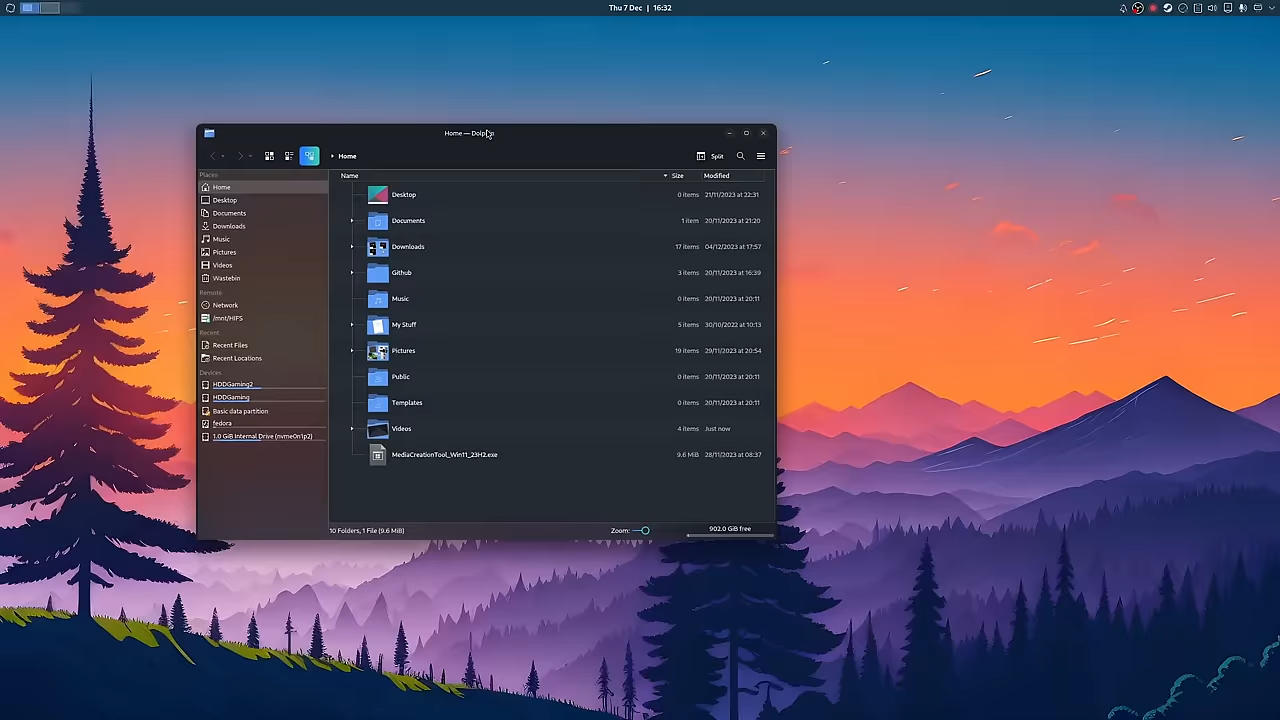 Thu 7 Dec | 16:32
Home — Dolphin
Home
Split
Places
Home
Desktop
Documents
Downloads
Music
Pictures
Videos
Wastebin
Remote
Network
/mnt/HIFS
Recent
Recent Files
Recent Locations
Devices
HDDGaming2
HDDGaming
Basic data partition
fedora
1.0 GiB Internal Drive (nvme0n1p2)
Name Size Modified
Desktop 0 items 21/11/2023 at 22:31
Documents 1 item 20/11/2023 at 21:20
Downloads 17 items 04/12/2023 at 17:57
Github 3 items 20/11/2023 at 16:39
Music 0 items 20/11/2023 at 20:11
My Stuff 5 items 30/10/2022 at 10:13
Pictures 19 items 29/11/2023 at 20:54
Public 0 items 20/11/2023 at 20:11
Templates 0 items 20/11/2023 at 20:11
Videos 4 items Just now
MediaCreationTool_Win11_23H2.exe 9.6 MiB 28/11/2023 at 08:37
10 Folders, 1 File (9.6 MiB)
Zoom:
902.0 GiB free